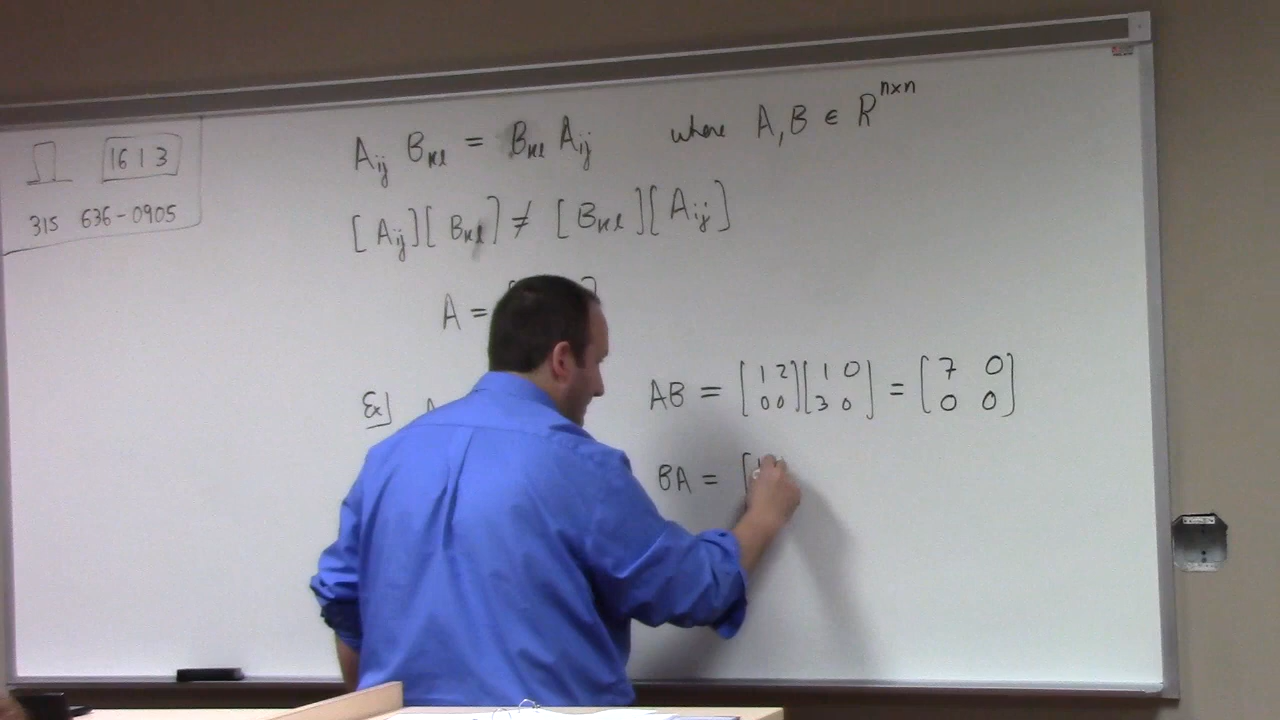 1613
315 636-0905
A_ij B_kl = B_kl A_ij where A, B ∈ R^n×n
[A_ij][B_kl] ≠ [B_kl][A_ij]
A = [
Ex]
AB = [1 2; 0 0][1 0; 3 0] = [7 0; 0 0]
BA = [1